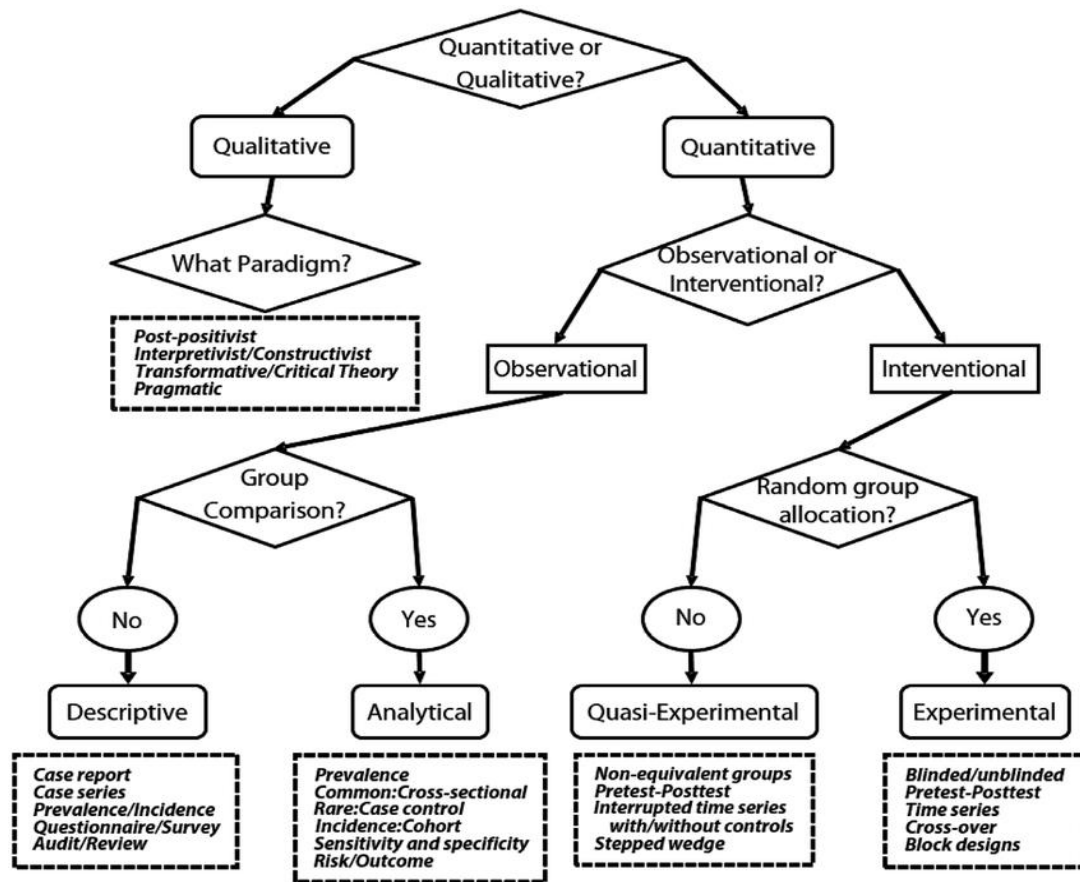 Quantitative or
Qualitative?
Qualitative
Quantitative
What Paradigm?
Observational or
Interventional?
Post-positivist
Interpretivist/Constructivist
Transformative/Critical Theory
Pragmatic
Observational
Interventional
Group
Comparison?
Random group
allocation?
No
Yes
No
Yes
Descriptive
Analytical
Quasi-Experimental
Experimental
Case report
Case series
Prevalence/Incidence
Questionnaire/Survey
Audit/Review
Prevalence
Common:Cross-sectional
Rare:Case control
Incidence:Cohort
Sensitivity and specificity
Risk/Outcome
Non-equivalent groups
Pretest-Posttest
Interrupted time series
with/without controls
Stepped wedge
Blinded/unblinded
Pretest-Posttest
Time series
Cross-over
Block designs